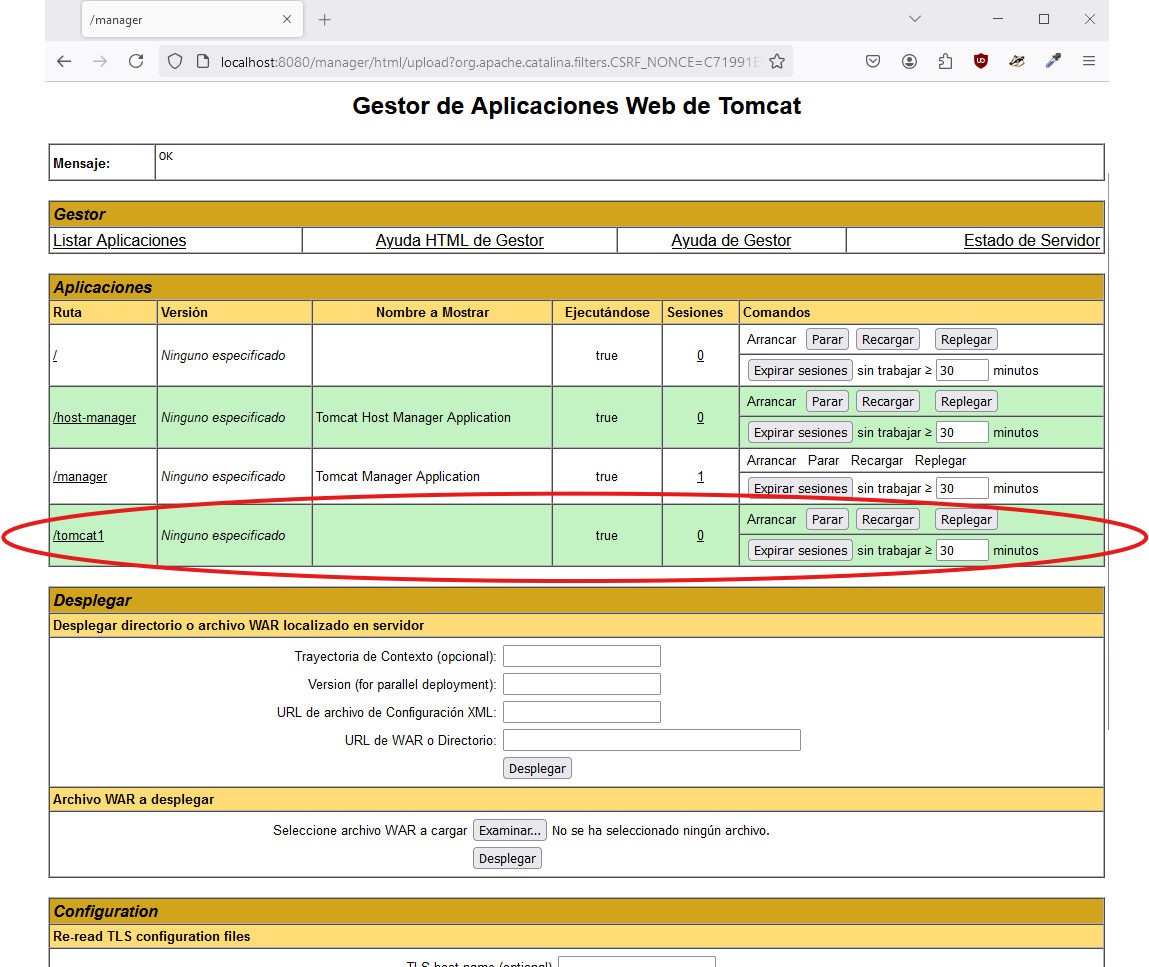 /manager
localhost:8080/manager/html/upload?org.apache.catalina.filters.CSRF_NONCE=C71991
Gestor de Aplicaciones Web de Tomcat
Mensaje: OK
Gestor
Listar Aplicaciones Ayuda HTML de Gestor Ayuda de Gestor Estado de Servidor
Aplicaciones
Ruta Versión Nombre a Mostrar Ejecutándose Sesiones Comandos
/ Ninguno especificado true 0 Arrancar Parar Recargar Replegar
Expirar sesiones sin trabajar ≥ 30 minutos
/host-manager Ninguno especificado Tomcat Host Manager Application true 0 Arrancar Parar Recargar Replegar
Expirar sesiones sin trabajar ≥ 30 minutos
/manager Ninguno especificado Tomcat Manager Application true 1 Arrancar Parar Recargar Replegar
Expirar sesiones sin trabajar ≥ 30 minutos
/tomcat1 Ninguno especificado true 0 Arrancar Parar Recargar Replegar
Expirar sesiones sin trabajar ≥ 30 minutos
Desplegar
Desplegar directorio o archivo WAR localizado en servidor
Trayectoria de Contexto (opcional):
Version (for parallel deployment):
URL de archivo de Configuración XML:
URL de WAR o Directorio:
Desplegar
Archivo WAR a desplegar
Seleccione archivo WAR a cargar Examinar... No se ha seleccionado ningún archivo.
Desplegar
Configuration
Re-read TLS configuration files
TLS host name (optional)